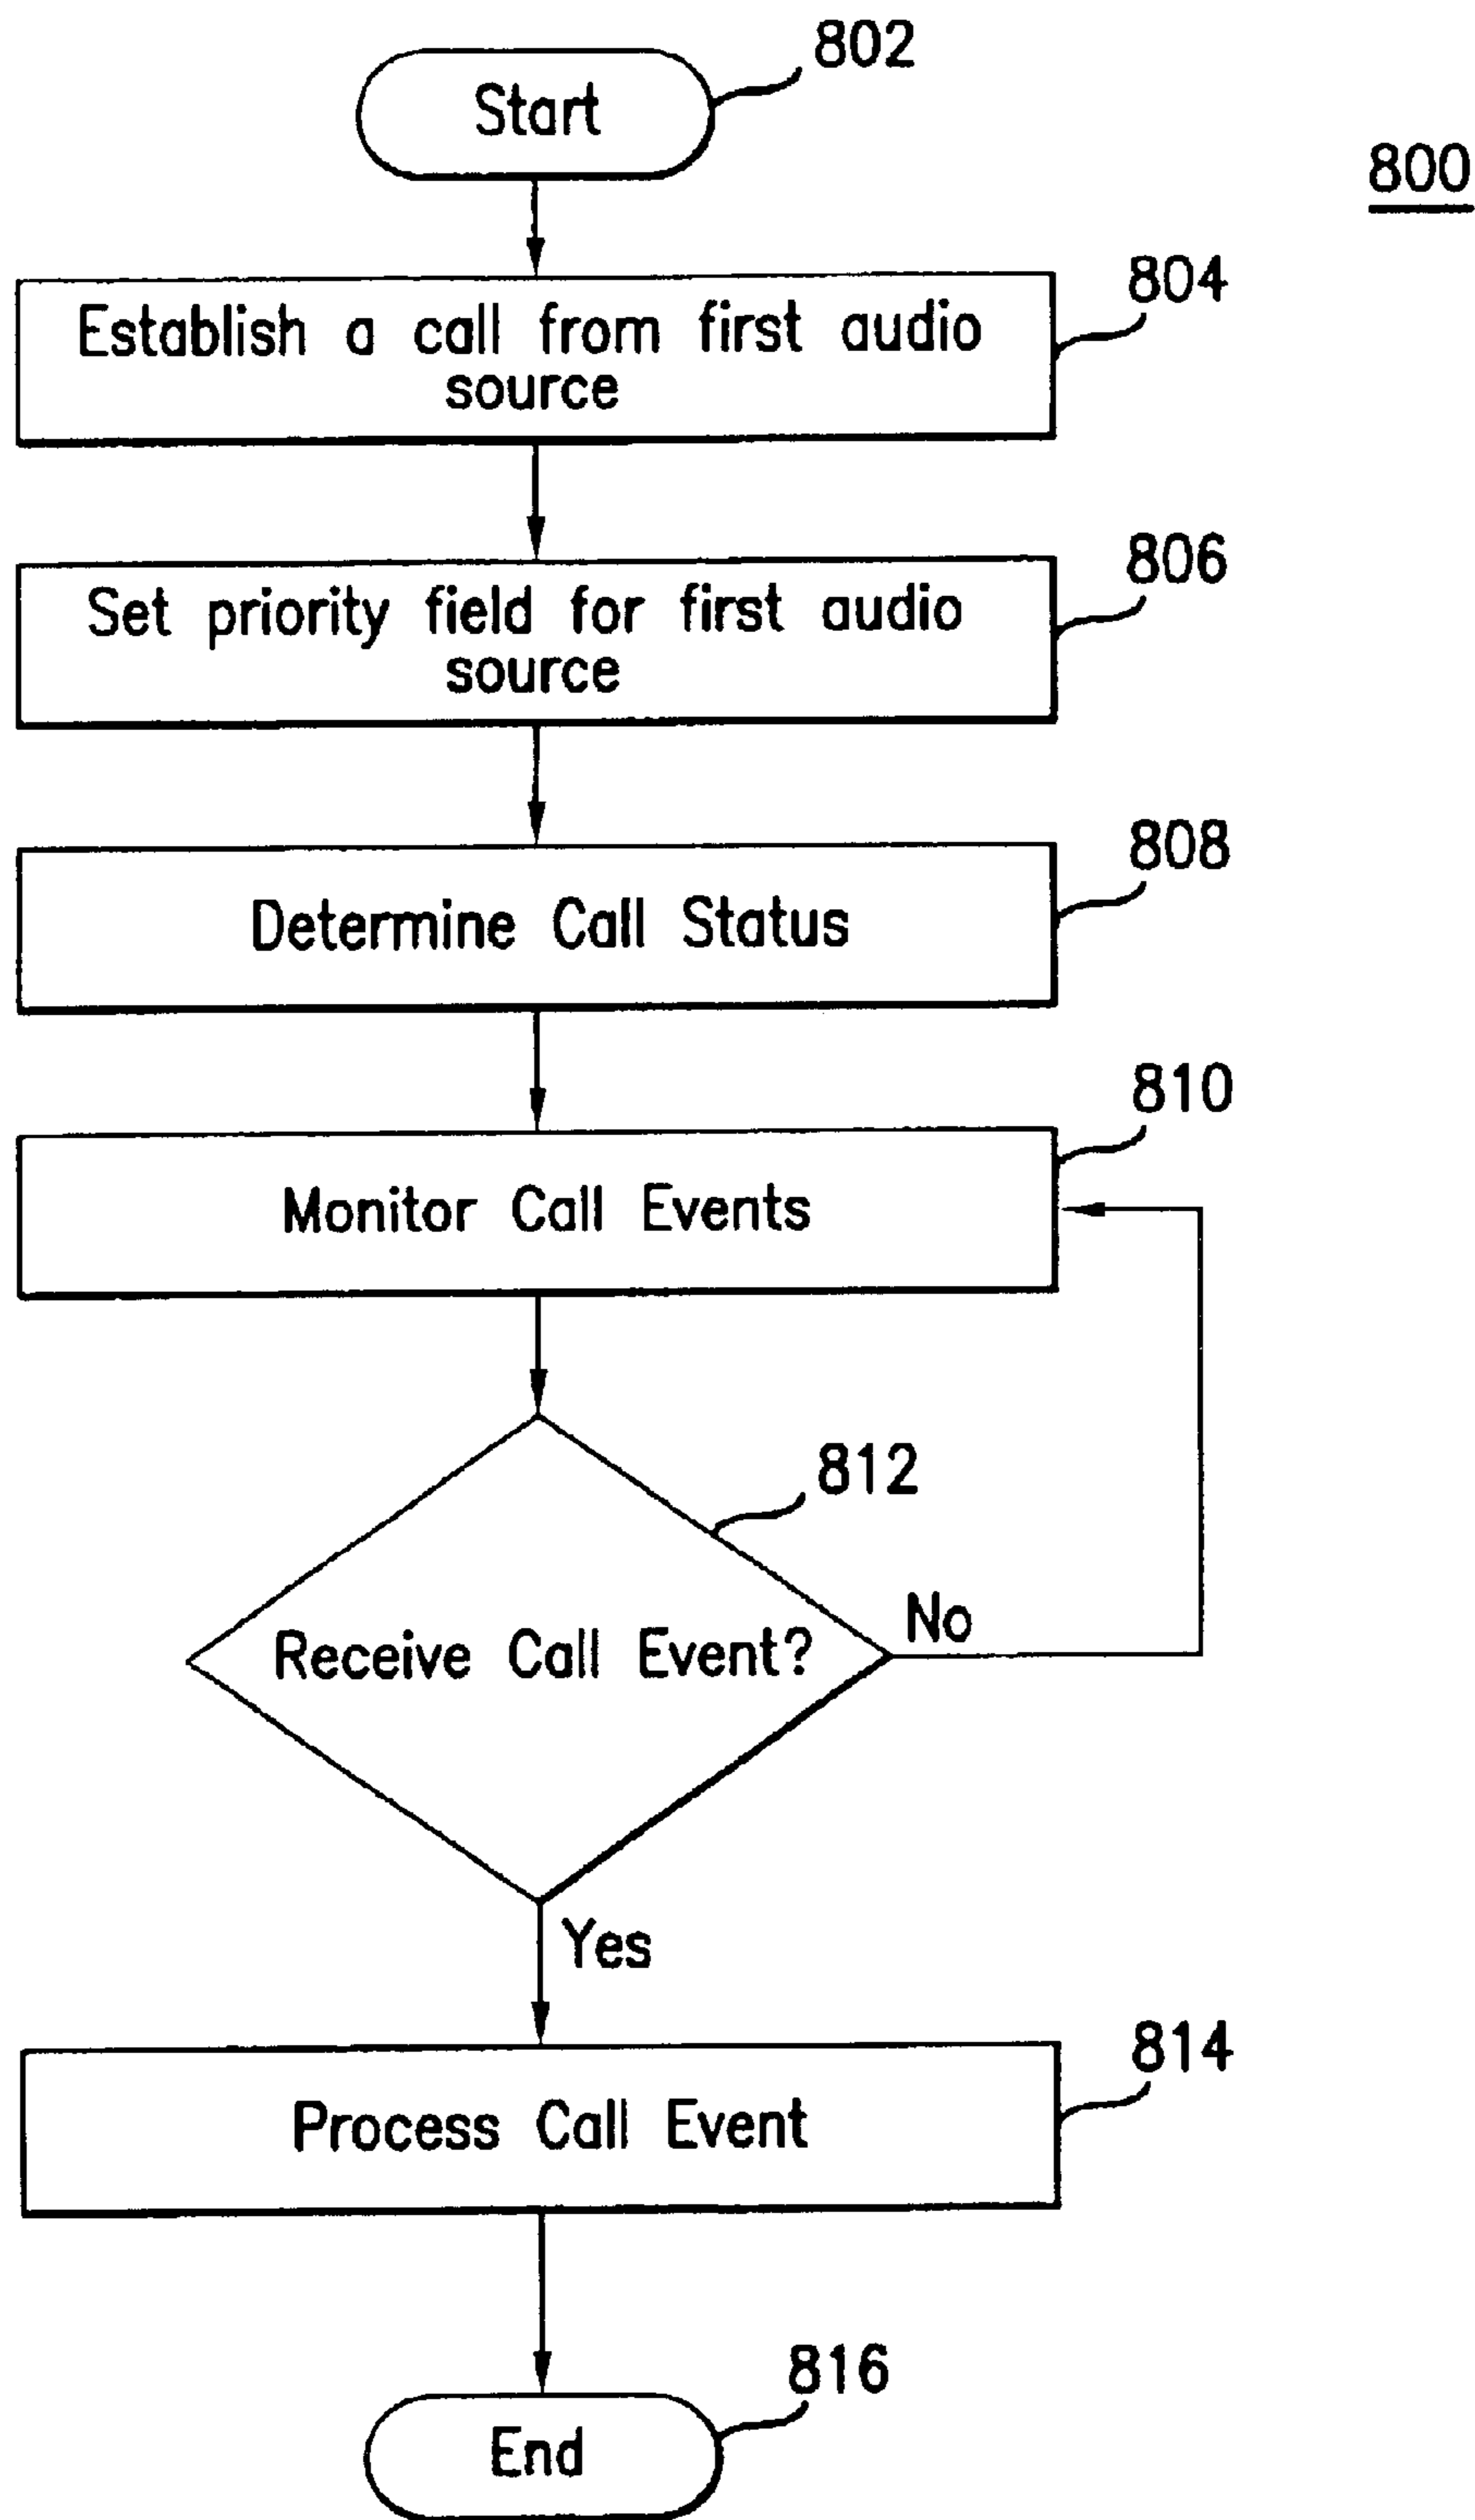 802
Start
800
804
Establish a call from first audio
source
806
Set priority field for first audio
source
808
Determine Call Status
810
Monitor Call Events
812
No
Receive Call Event?
Yes
814
Process Call Event
816
End